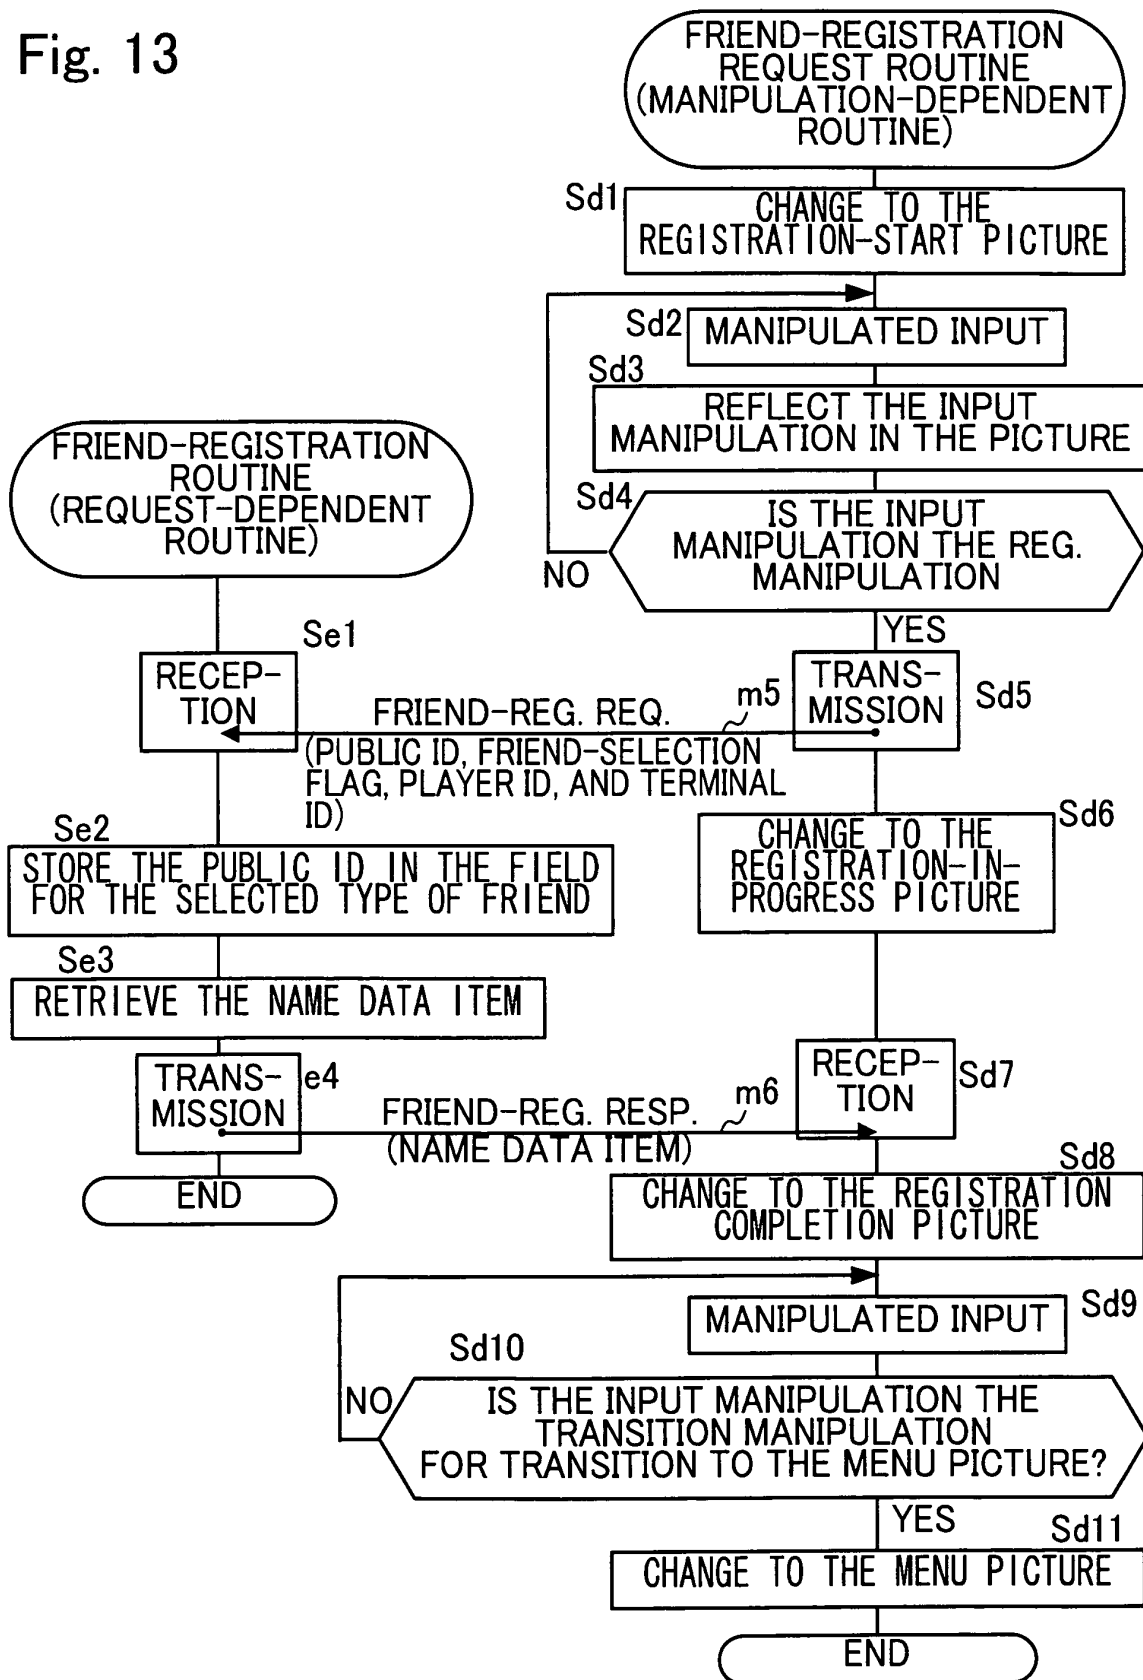 Fig. 13
FRIEND-REGISTRATION
REQUEST ROUTINE
(MANIPULATION-DEPENDENT
ROUTINE)
Sd1
CHANGE TO THE
REGISTRATION-START PICTURE
Sd2
MANIPULATED INPUT
Sd3
REFLECT THE INPUT
MANIPULATION IN THE PICTURE
Sd4
IS THE INPUT
MANIPULATION THE REG.
MANIPULATION
NO
YES
FRIEND-REGISTRATION
ROUTINE
(REQUEST-DEPENDENT
ROUTINE)
Se1
RECEP-
TION
TRANS-
MISSION
Sd5
FRIEND-REG. REQ.
m5
(PUBLIC ID, FRIEND-SELECTION
FLAG, PLAYER ID, AND TERMINAL
ID)
Se2
STORE THE PUBLIC ID IN THE FIELD
FOR THE SELECTED TYPE OF FRIEND
Sd6
CHANGE TO THE
REGISTRATION-IN-
PROGRESS PICTURE
Se3
RETRIEVE THE NAME DATA ITEM
TRANS-
MISSION
e4
RECEP-
TION
Sd7
FRIEND-REG. RESP.
m6
(NAME DATA ITEM)
END
Sd8
CHANGE TO THE REGISTRATION
COMPLETION PICTURE
MANIPULATED INPUT
Sd9
Sd10
NO
IS THE INPUT MANIPULATION THE
TRANSITION MANIPULATION
FOR TRANSITION TO THE MENU PICTURE?
YES
Sd11
CHANGE TO THE MENU PICTURE
END